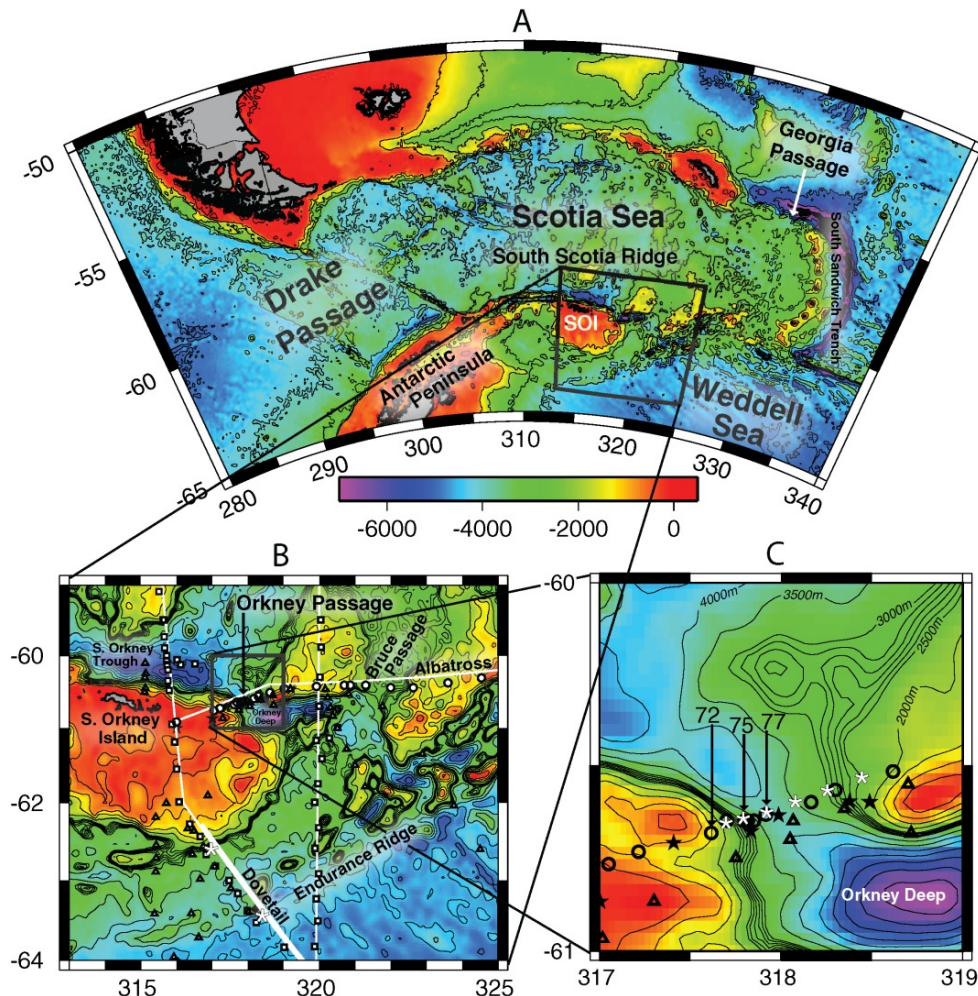 A
-50
-55
-60
-65
Georgia
Passage
Scotia Sea
South Scotia Ridge
Drake
Passage
SOI
South Sandwich Trench
Antarctic
Peninsula
Weddell
Sea
280
290
300
310
320
330
340
-6000
-4000
-2000
0
B
Orkney Passage
-60
-62
-64
S. Orkney
Trough
Bruce
Passage
Albatross
Orkney
Deep
S. Orkney
Island
Endurance Ridge
Dovetail
315
320
325
C
-60
-61
4000m
3500m
3000m
2500m
2000m
72
75
77
Orkney Deep
317
318
319